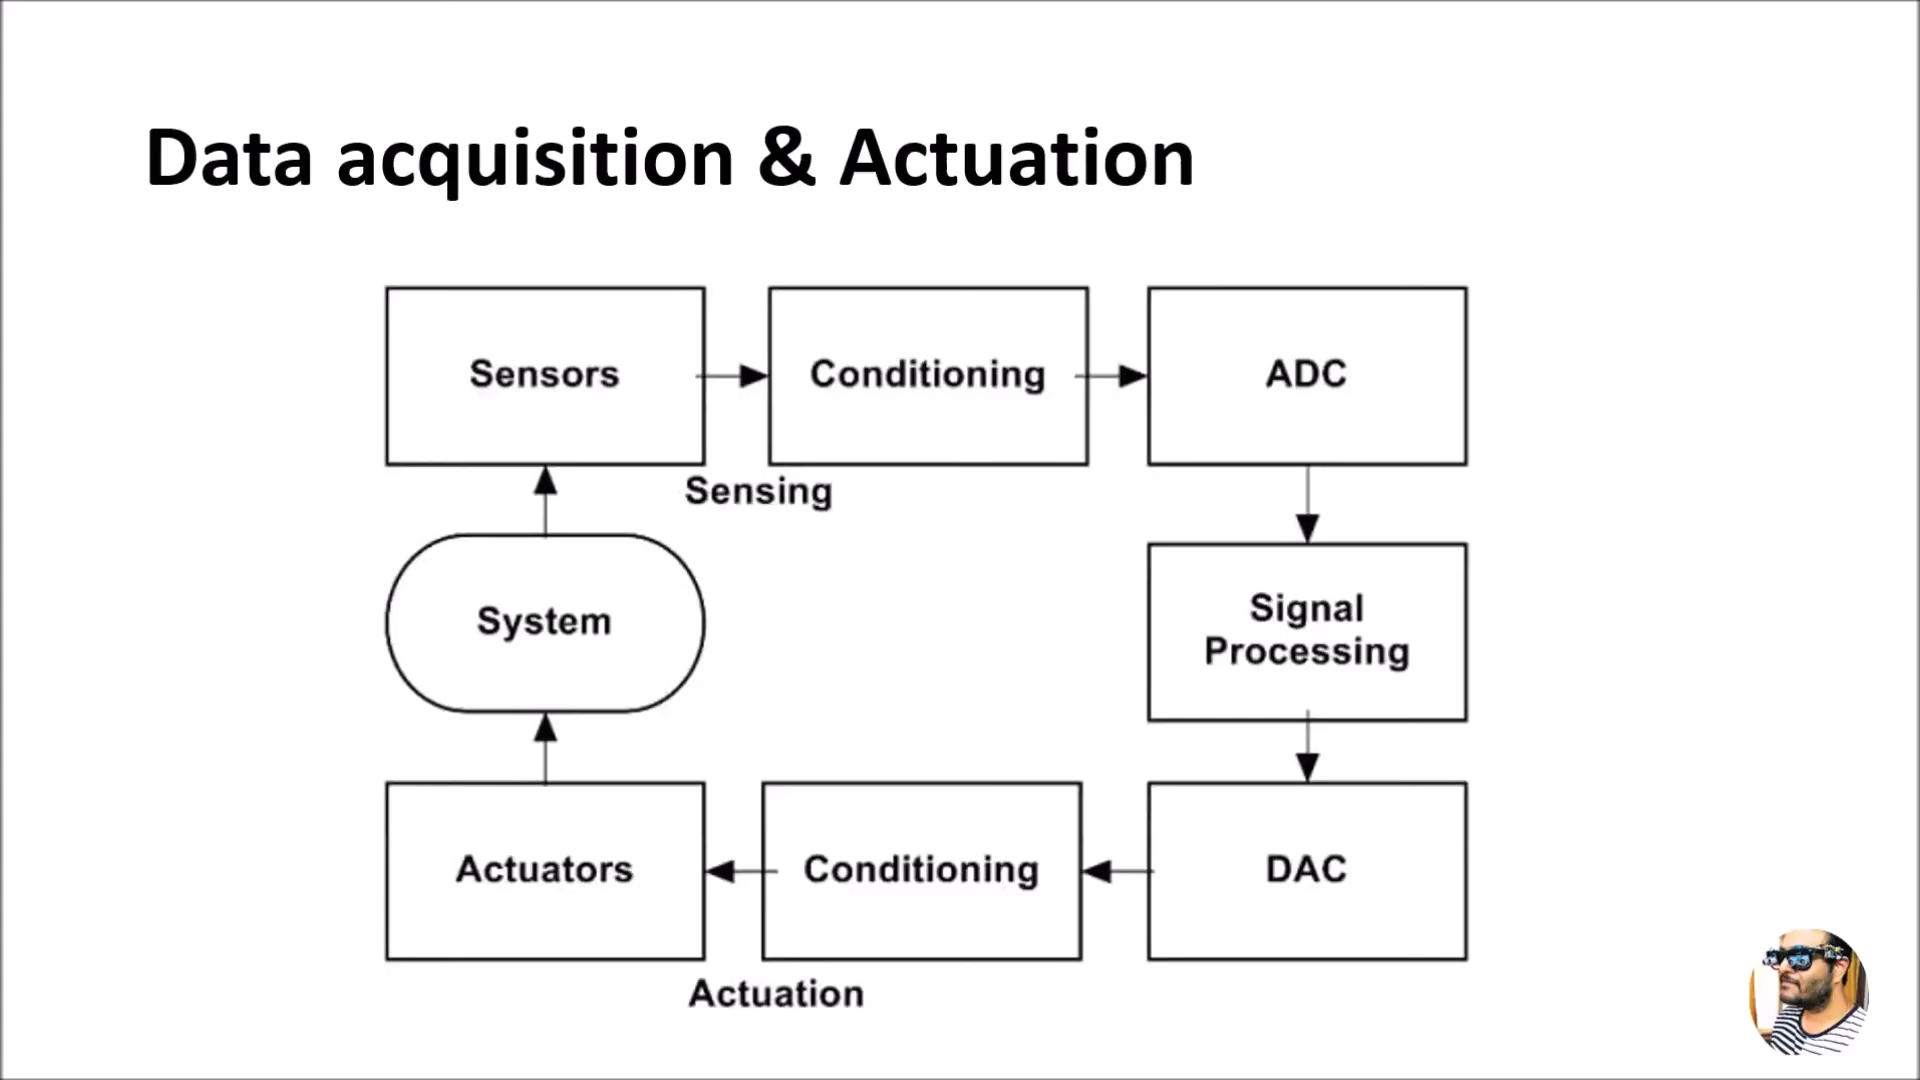 Data acquisition & Actuation
Sensors
Conditioning
ADC
Sensing
System
Signal
Processing
Actuators
Conditioning
DAC
Actuation